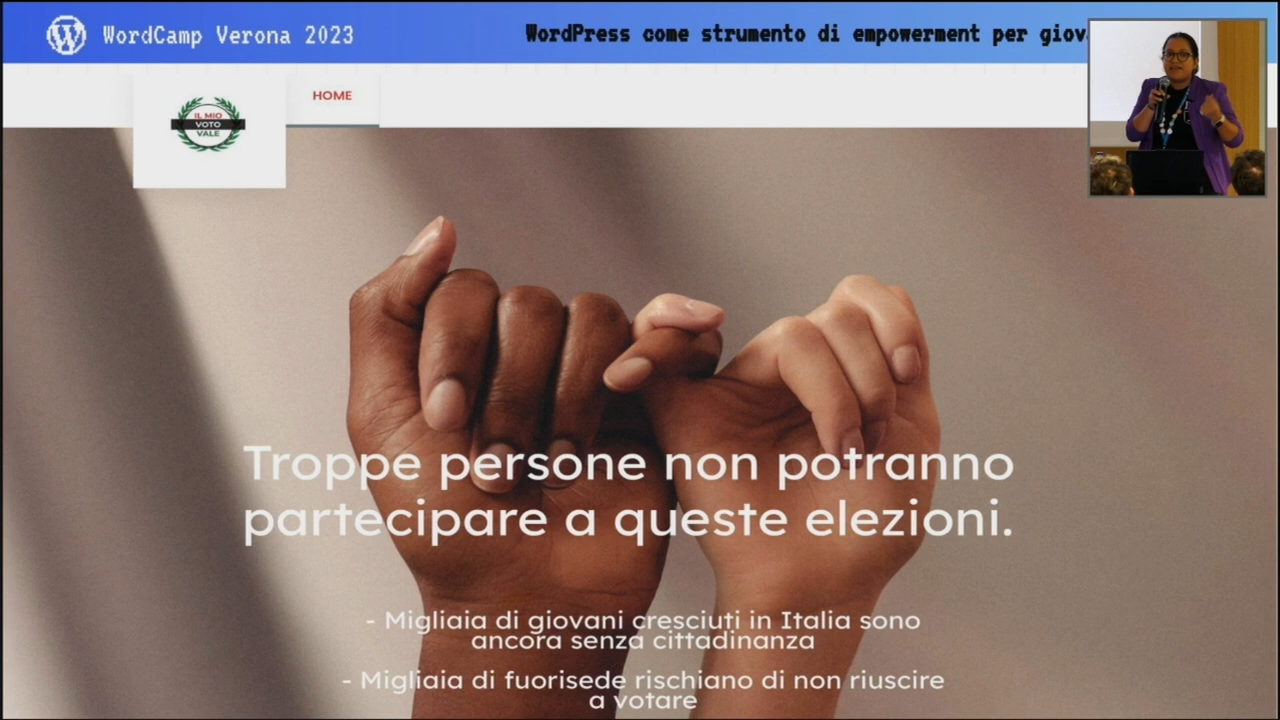 WordCamp Verona 2023
WordPress come strumento di empowerment per giov
HOME
IL MIO
VOTO
VALE
Troppe persone non potranno
partecipare a queste elezioni.
- Migliaia di giovani cresciuti in Italia sono
ancora senza cittadinanza
- Migliaia di fuorisede rischiano di non riuscire
a votare